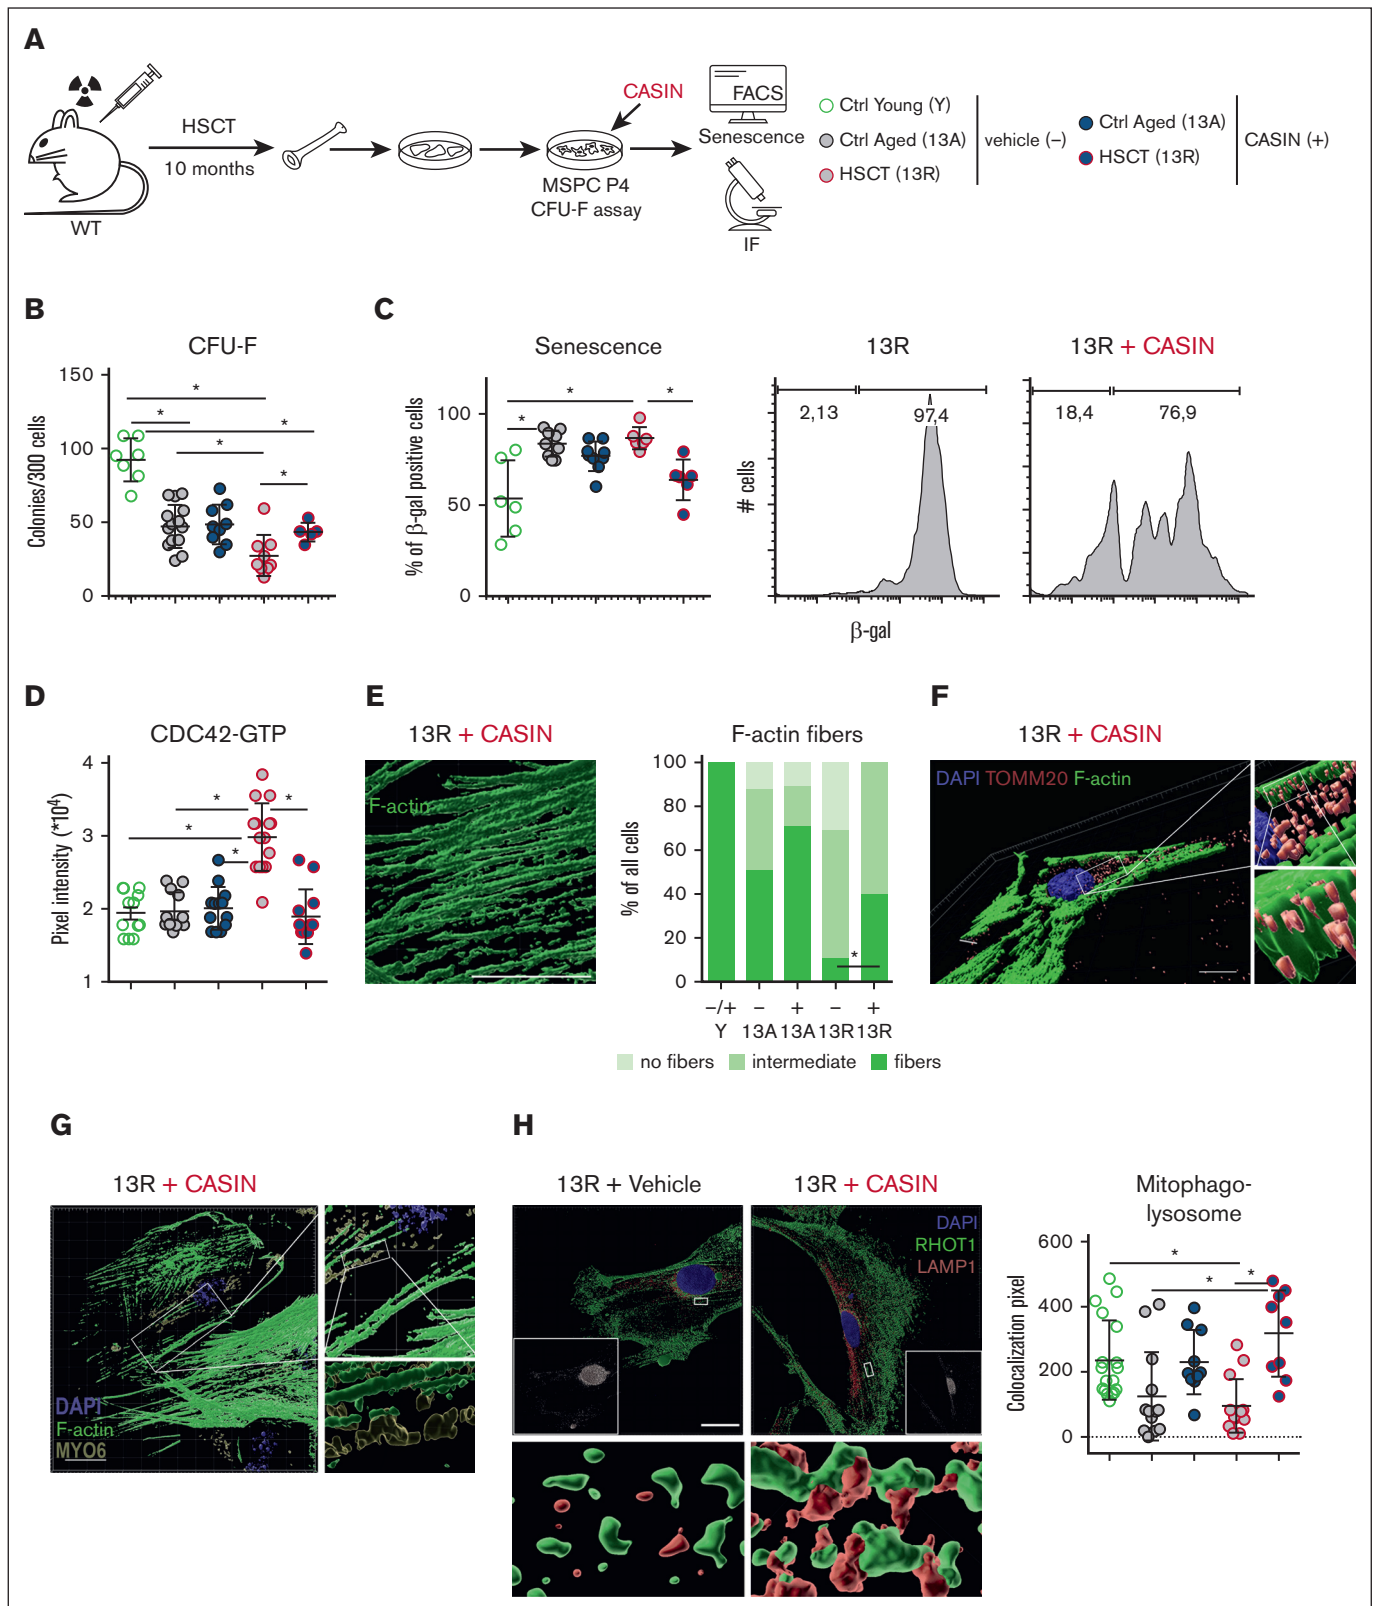 A
CASIN
HSCT
10 months
WT
MSPC P4
CFU-F assay
FACS
Senescence
IF
Ctrl Young (Y)
Ctrl Aged (13A)
HSCT (13R)
vehicle (–)
Ctrl Aged (13A)
HSCT (13R)
CASIN (+)
B
CFU-F
Colonies/300 cells
150
100
50
0
* * * * *
C
Senescence
% of β-gal positive cells
100
50
0
* * *
13R
2,13
97,4
# cells
13R + CASIN
18,4
76,9
β-gal
D
CDC42-GTP
Pixel intensity (*10⁴)
4
3
2
1
* * * *
E
13R + CASIN
F-actin
F-actin fibers
% of all cells
100
80
60
40
20
0
*
–/+ – + – +
Y 13A 13A 13R 13R
no fibers intermediate fibers
F
13R + CASIN
DAPI TOMM20 F-actin
G
13R + CASIN
DAPI
F-actin
MYO6
H
13R + Vehicle
13R + CASIN
DAPI
RHOT1
LAMP1
Mitophago-
lysosome
Colocalization pixel
600
400
200
0
* * *